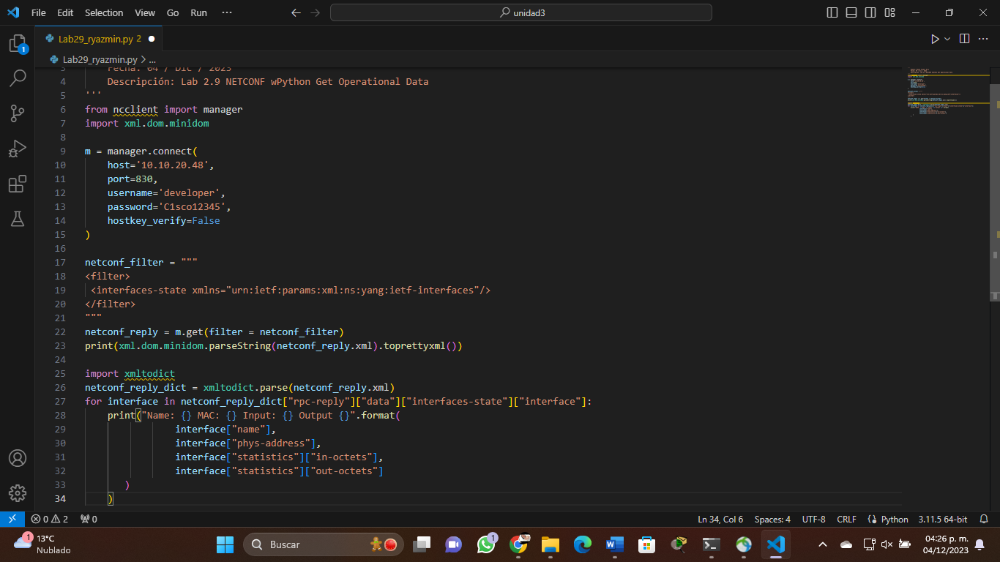 File Edit Selection View Go Run ··· unidad3
Lab29_ryazmin.py 2
Lab29_ryazmin.py > ...
1
3 Fecha: 04 / Dic / 2023
4 Descripción: Lab 2.9 NETCONF wPython Get Operational Data
5 '''
6 from ncclient import manager
7 import xml.dom.minidom
8
9 m = manager.connect(
10 host='10.10.20.48',
11 port=830,
12 username='developer',
13 password='C1sco12345',
14 hostkey_verify=False
15 )
16
17 netconf_filter = """
18 <filter>
19 <interfaces-state xmlns="urn:ietf:params:xml:ns:yang:ietf-interfaces"/>
20 </filter>
21 """
22 netconf_reply = m.get(filter = netconf_filter)
23 print(xml.dom.minidom.parseString(netconf_reply.xml).toprettyxml())
24
25 import xmltodict
26 netconf_reply_dict = xmltodict.parse(netconf_reply.xml)
27 for interface in netconf_reply_dict["rpc-reply"]["data"]["interfaces-state"]["interface"]:
28 print("Name: {} MAC: {} Input: {} Output {}".format(
29 interface["name"],
30 interface["phys-address"],
31 interface["statistics"]["in-octets"],
32 interface["statistics"]["out-octets"]
33 )
34 )
0 2 0 Ln 34, Col 6 Spaces: 4 UTF-8 CRLF Python 3.11.5 64-bit
1 13°C
Nublado
Buscar
1
04:26 p. m.
04/12/2023